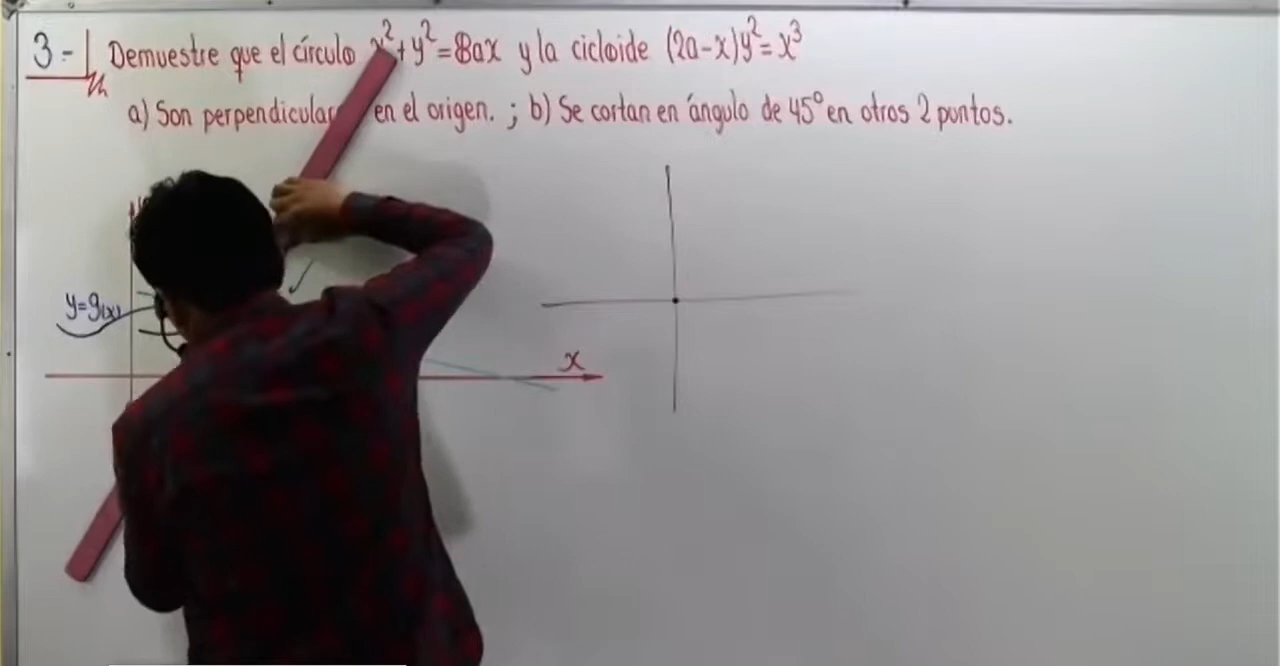 3-| Demuestre que el círculo x²+y²=8ax y la cicloide (2a-x)y²=x³
a) Son perpendicular en el origen. ; b) Se cortan en ángulo de 45° en otros 2 puntos.
y=g(x)
x